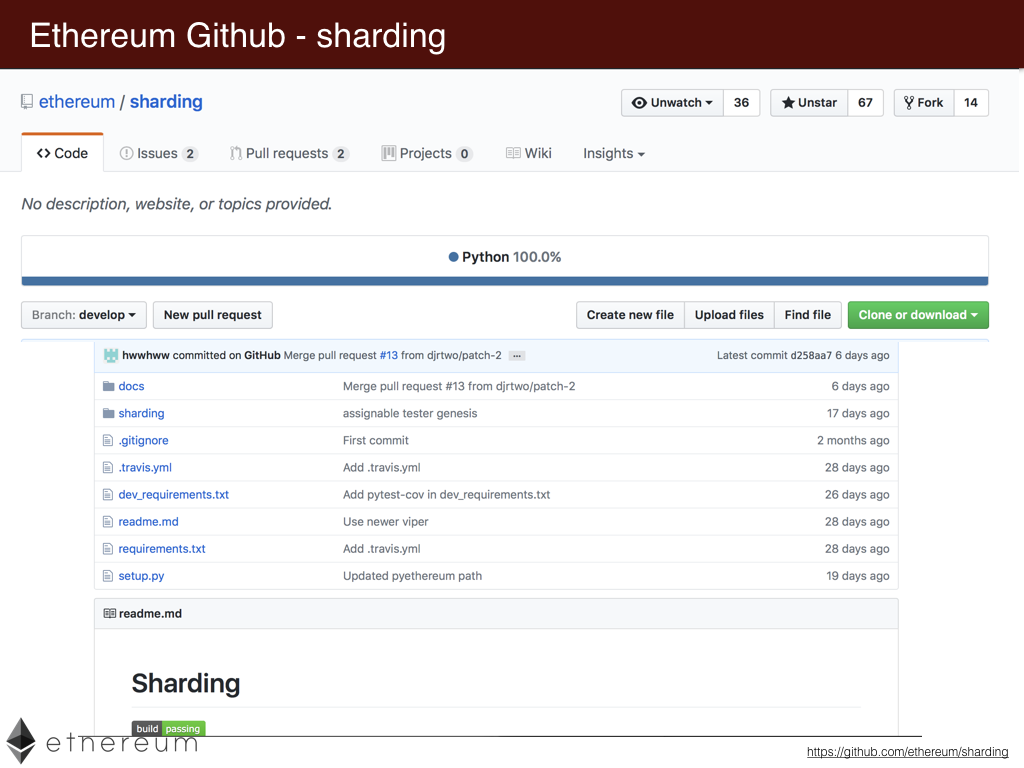 Ethereum Github - sharding
ethereum / sharding
Unwatch 36 Unstar 67 Fork 14
Code Issues 2 Pull requests 2 Projects 0 Wiki Insights
No description, website, or topics provided.
Python 100.0%
Branch: develop New pull request Create new file Upload files Find file Clone or download
hwwhww committed on GitHub Merge pull request #13 from djrtwo/patch-2 ... Latest commit d258aa7 6 days ago
docs Merge pull request #13 from djrtwo/patch-2 6 days ago
sharding assignable tester genesis 17 days ago
.gitignore First commit 2 months ago
.travis.yml Add .travis.yml 28 days ago
dev_requirements.txt Add pytest-cov in dev_requirements.txt 26 days ago
readme.md Use newer viper 28 days ago
requirements.txt Add .travis.yml 28 days ago
setup.py Updated pyethereum path 19 days ago
readme.md
Sharding
build passing
ethereum
https://github.com/ethereum/sharding